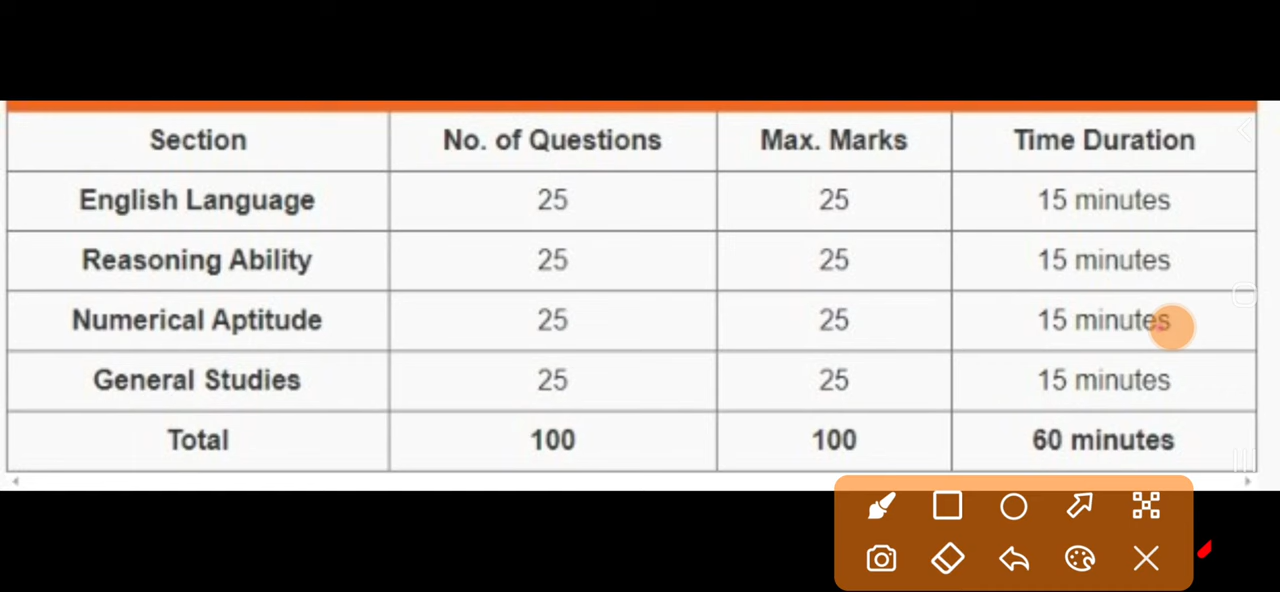 Section No. of Questions Max. Marks Time Duration
English Language 25 25 15 minutes
Reasoning Ability 25 25 15 minutes
Numerical Aptitude 25 25 15 minutes
General Studies 25 25 15 minutes
Total 100 100 60 minutes